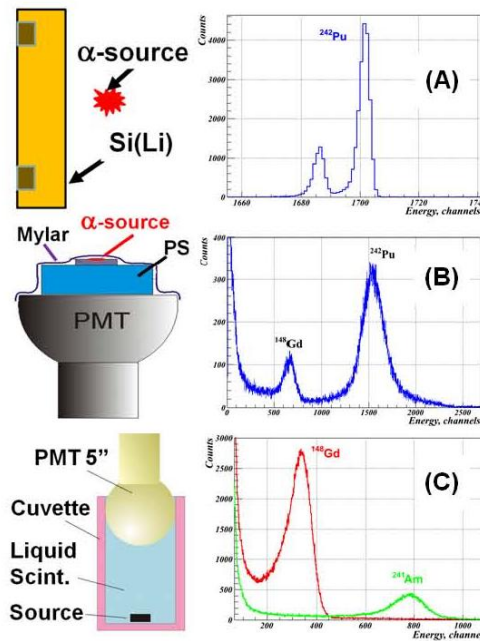 α-source
Si(Li)
Counts
²⁴²Pu
(A)
4000
3000
2000
1000
0
1660
1680
1700
1720
174
Energy, channels
Mylar
α-source
PS
PMT
Counts
²⁴²Pu
(B)
¹⁴⁸Gd
400
300
200
100
0
0
500
1000
1500
2000
2500
Energy, channels
PMT 5”
Cuvette
Liquid
Scint.
Source
Counts
¹⁴⁸Gd
(C)
²⁴¹Am
3000
2500
2000
1500
1000
500
0
200
400
600
800
1000
Energy, channels